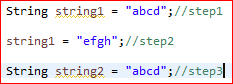 String string1 = "abcd";//step1
string1 = "efgh";//step2
String string2 = "abcd";//step3